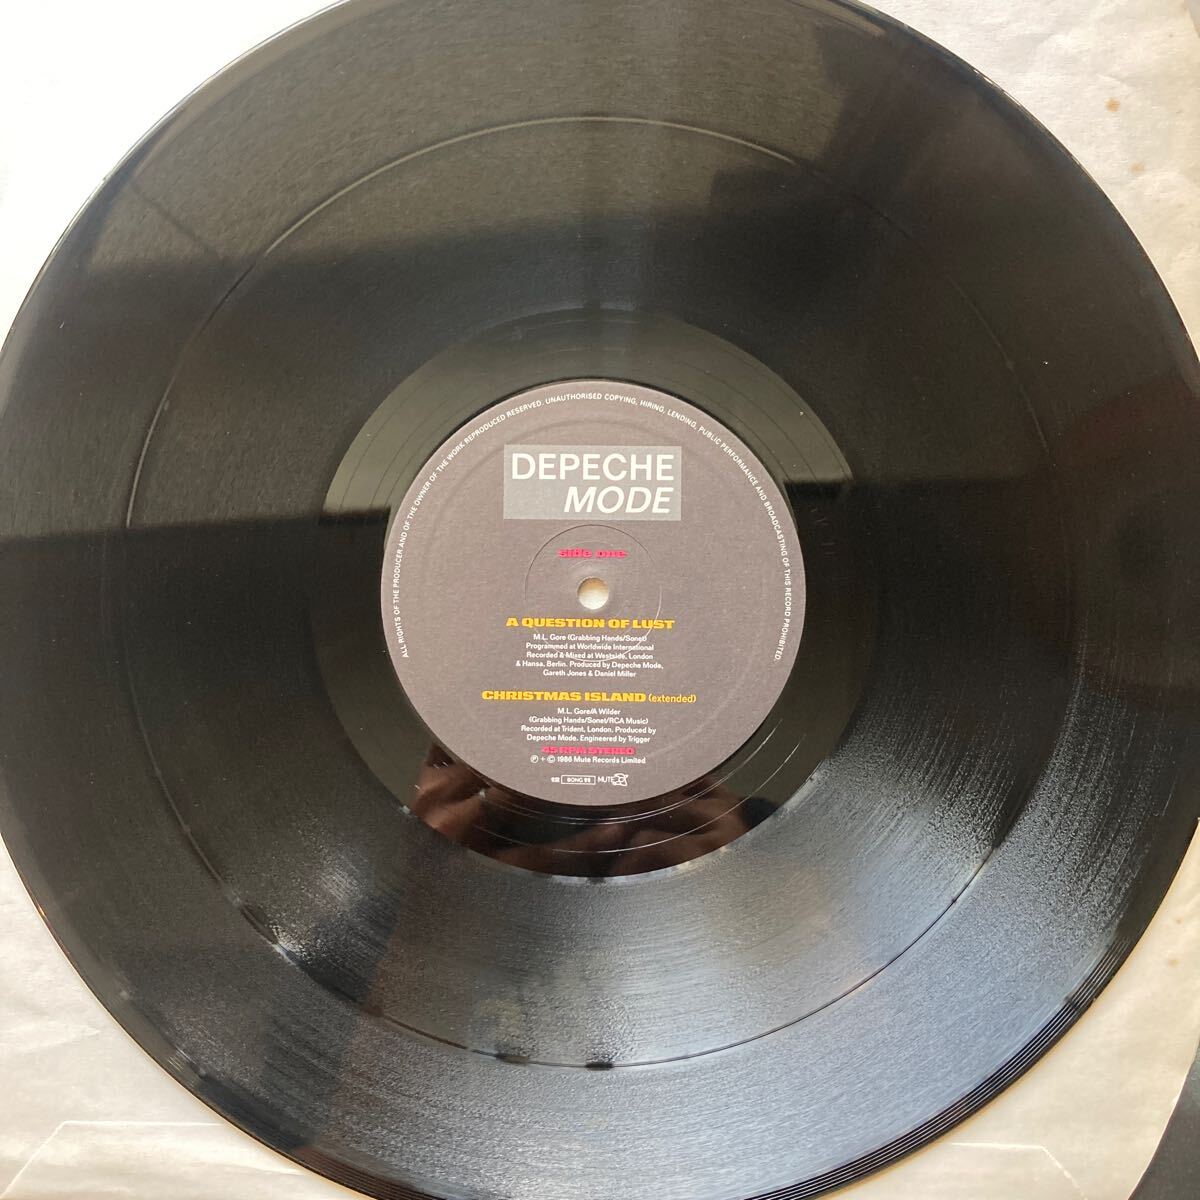 ALL RIGHTS OF THE PRODUCER AND OF THE OWNER OF THE WORK REPRODUCED RESERVED. UNAUTHORISED COPYING, HIRING, LENDING, PUBLIC PERFORMANCE AND BROADCASTING OF THIS RECORD PROHIBITED.
DEPECHE
MODE
side one
A QUESTION OF LUST
M.L. Gore (Grabbing Hands/Sonet)
Programmed at Worldwide International
Recorded & Mixed at Westside, London
& Hansa, Berlin. Produced by Depeche Mode,
Gareth Jones & Daniel Miller
CHRISTMAS ISLAND (extended)
M.L. Gore/A Wilder
(Grabbing Hands/Sonet/RCA Music)
Recorded at Trident, London. Produced by
Depeche Mode. Engineered by Trigger
45 RPM STEREO
Ⓟ + © 1986 Mute Records Limited
12 BONG 11 MUTE